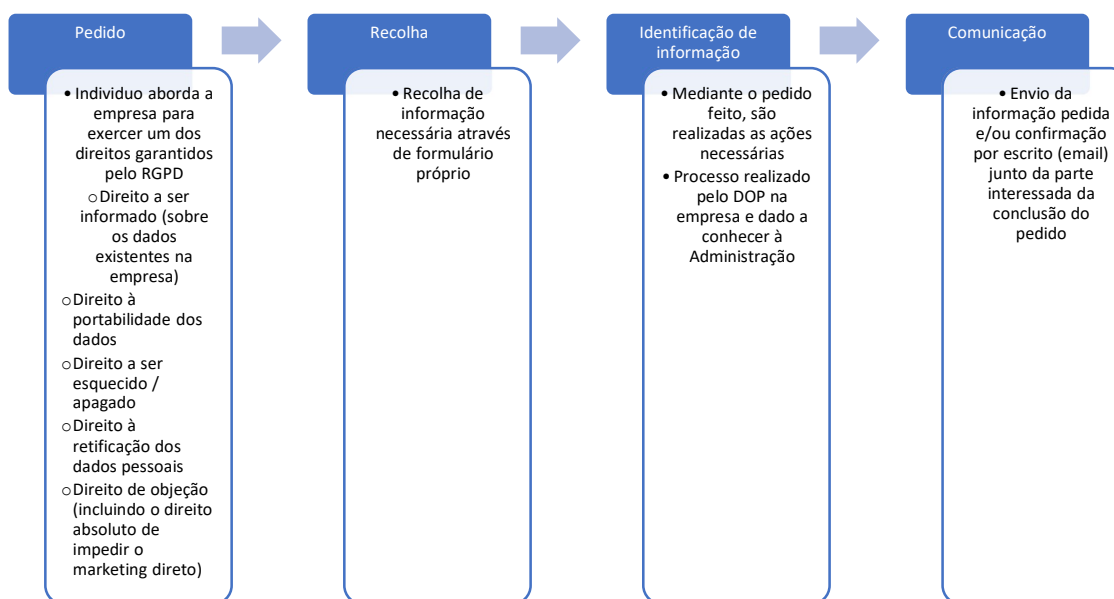 Pedido
• Individuo aborda a
empresa para
exercer um dos
direitos garantidos
pelo RGPD
o Direito a ser
informado (sobre
os dados
existentes na
empresa)
o Direito à
portabilidade dos
dados
o Direito a ser
esquecido /
apagado
o Direito à
retificação dos
dados pessoais
o Direito de objeção
(incluindo o direito
absoluto de
impedir o
marketing direto)
Recolha
• Recolha de
informação
necessária através
de formulário
próprio
Identificação de
informação
• Mediante o pedido
feito, são
realizadas as ações
necessárias
• Processo realizado
pelo DOP na
empresa e dado a
conhecer à
Administração
Comunicação
• Envio da
informação pedida
e/ou confirmação
por escrito (email)
junto da parte
interessada da
conclusão do
pedido